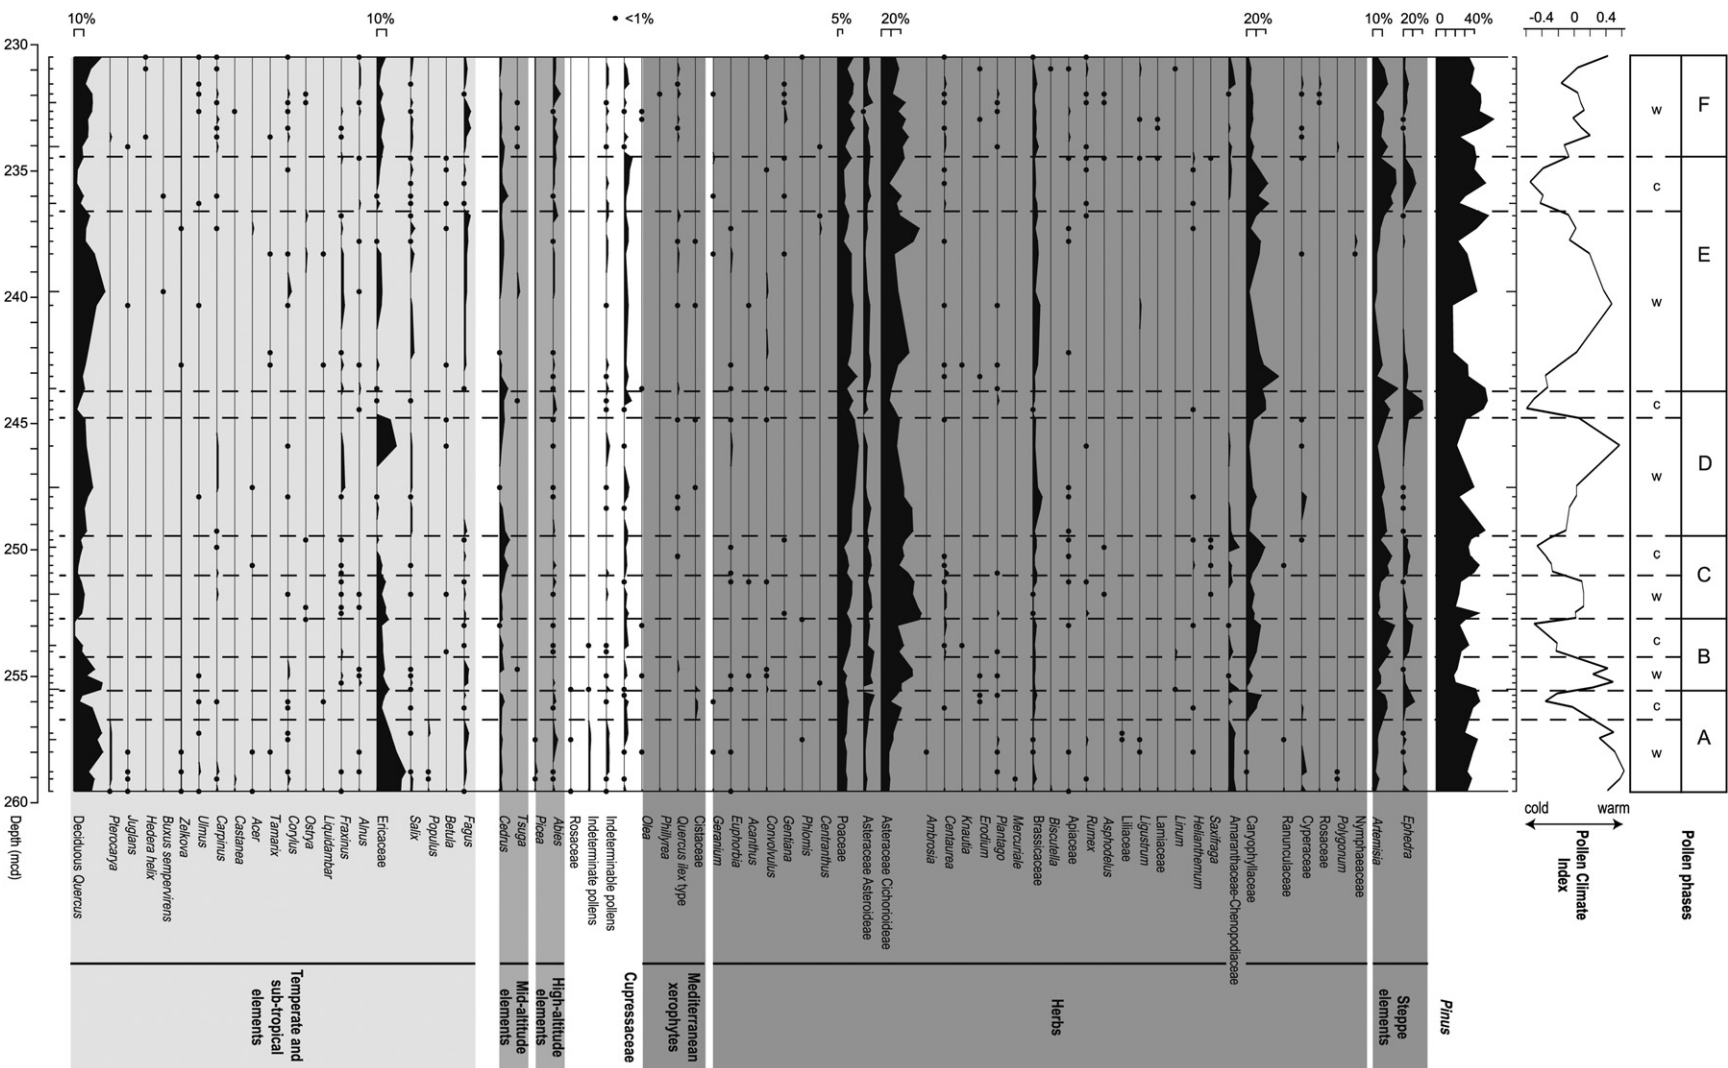 10%
10%
• <1%
5%
20%
20%
10%
20%
0
40%
-0.4
0
0.4
230
235
240
245
250
255
260
Depth (mod)
w
c
w
w
c
w
c
w
c
w
c
w
F
E
D
C
B
A
cold
warm
Pollen Climate
Index
Pollen phases
Deciduous Quercus
Pterocarya
Juglans
Hedera helix
Buxus sempervirens
Zelkova
Ulmus
Carpinus
Castanea
Acer
Tamarix
Corylus
Ostrya
Liquidambar
Fraxinus
Alnus
Ericaceae
Salix
Populus
Betula
Fagus
Cedrus
Tsuga
Picea
Abies
Rosaceae
Indeterminate pollens
Indeterminable pollens
Olea
Phillyrea
Quercus ilex type
Cistaceae
Geranium
Euphorbia
Acanthus
Convolvulus
Gentiana
Phlomis
Centranthus
Poaceae
Asteraceae Asteroideae
Asteraceae Cichorioideae
Ambrosia
Centaurea
Knautia
Erodium
Plantago
Mercuriale
Brassicaceae
Biscutella
Apiaceae
Rumex
Asphodelus
Liliaceae
Ligustrum
Lamiaceae
Linum
Helianthemum
Saxifraga
Amaranthaceae-Chenopodiaceae
Caryophyllaceae
Ranunculaceae
Cyperaceae
Rosaceae
Polygonum
Nymphaeaceae
Artemisia
Ephedra
Temperate and
sub-tropical
elements
Mid-altitude
elements
High-altitude
elements
Cupressaceae
Mediterranean
xerophytes
Herbs
Steppe
elements
Pinus